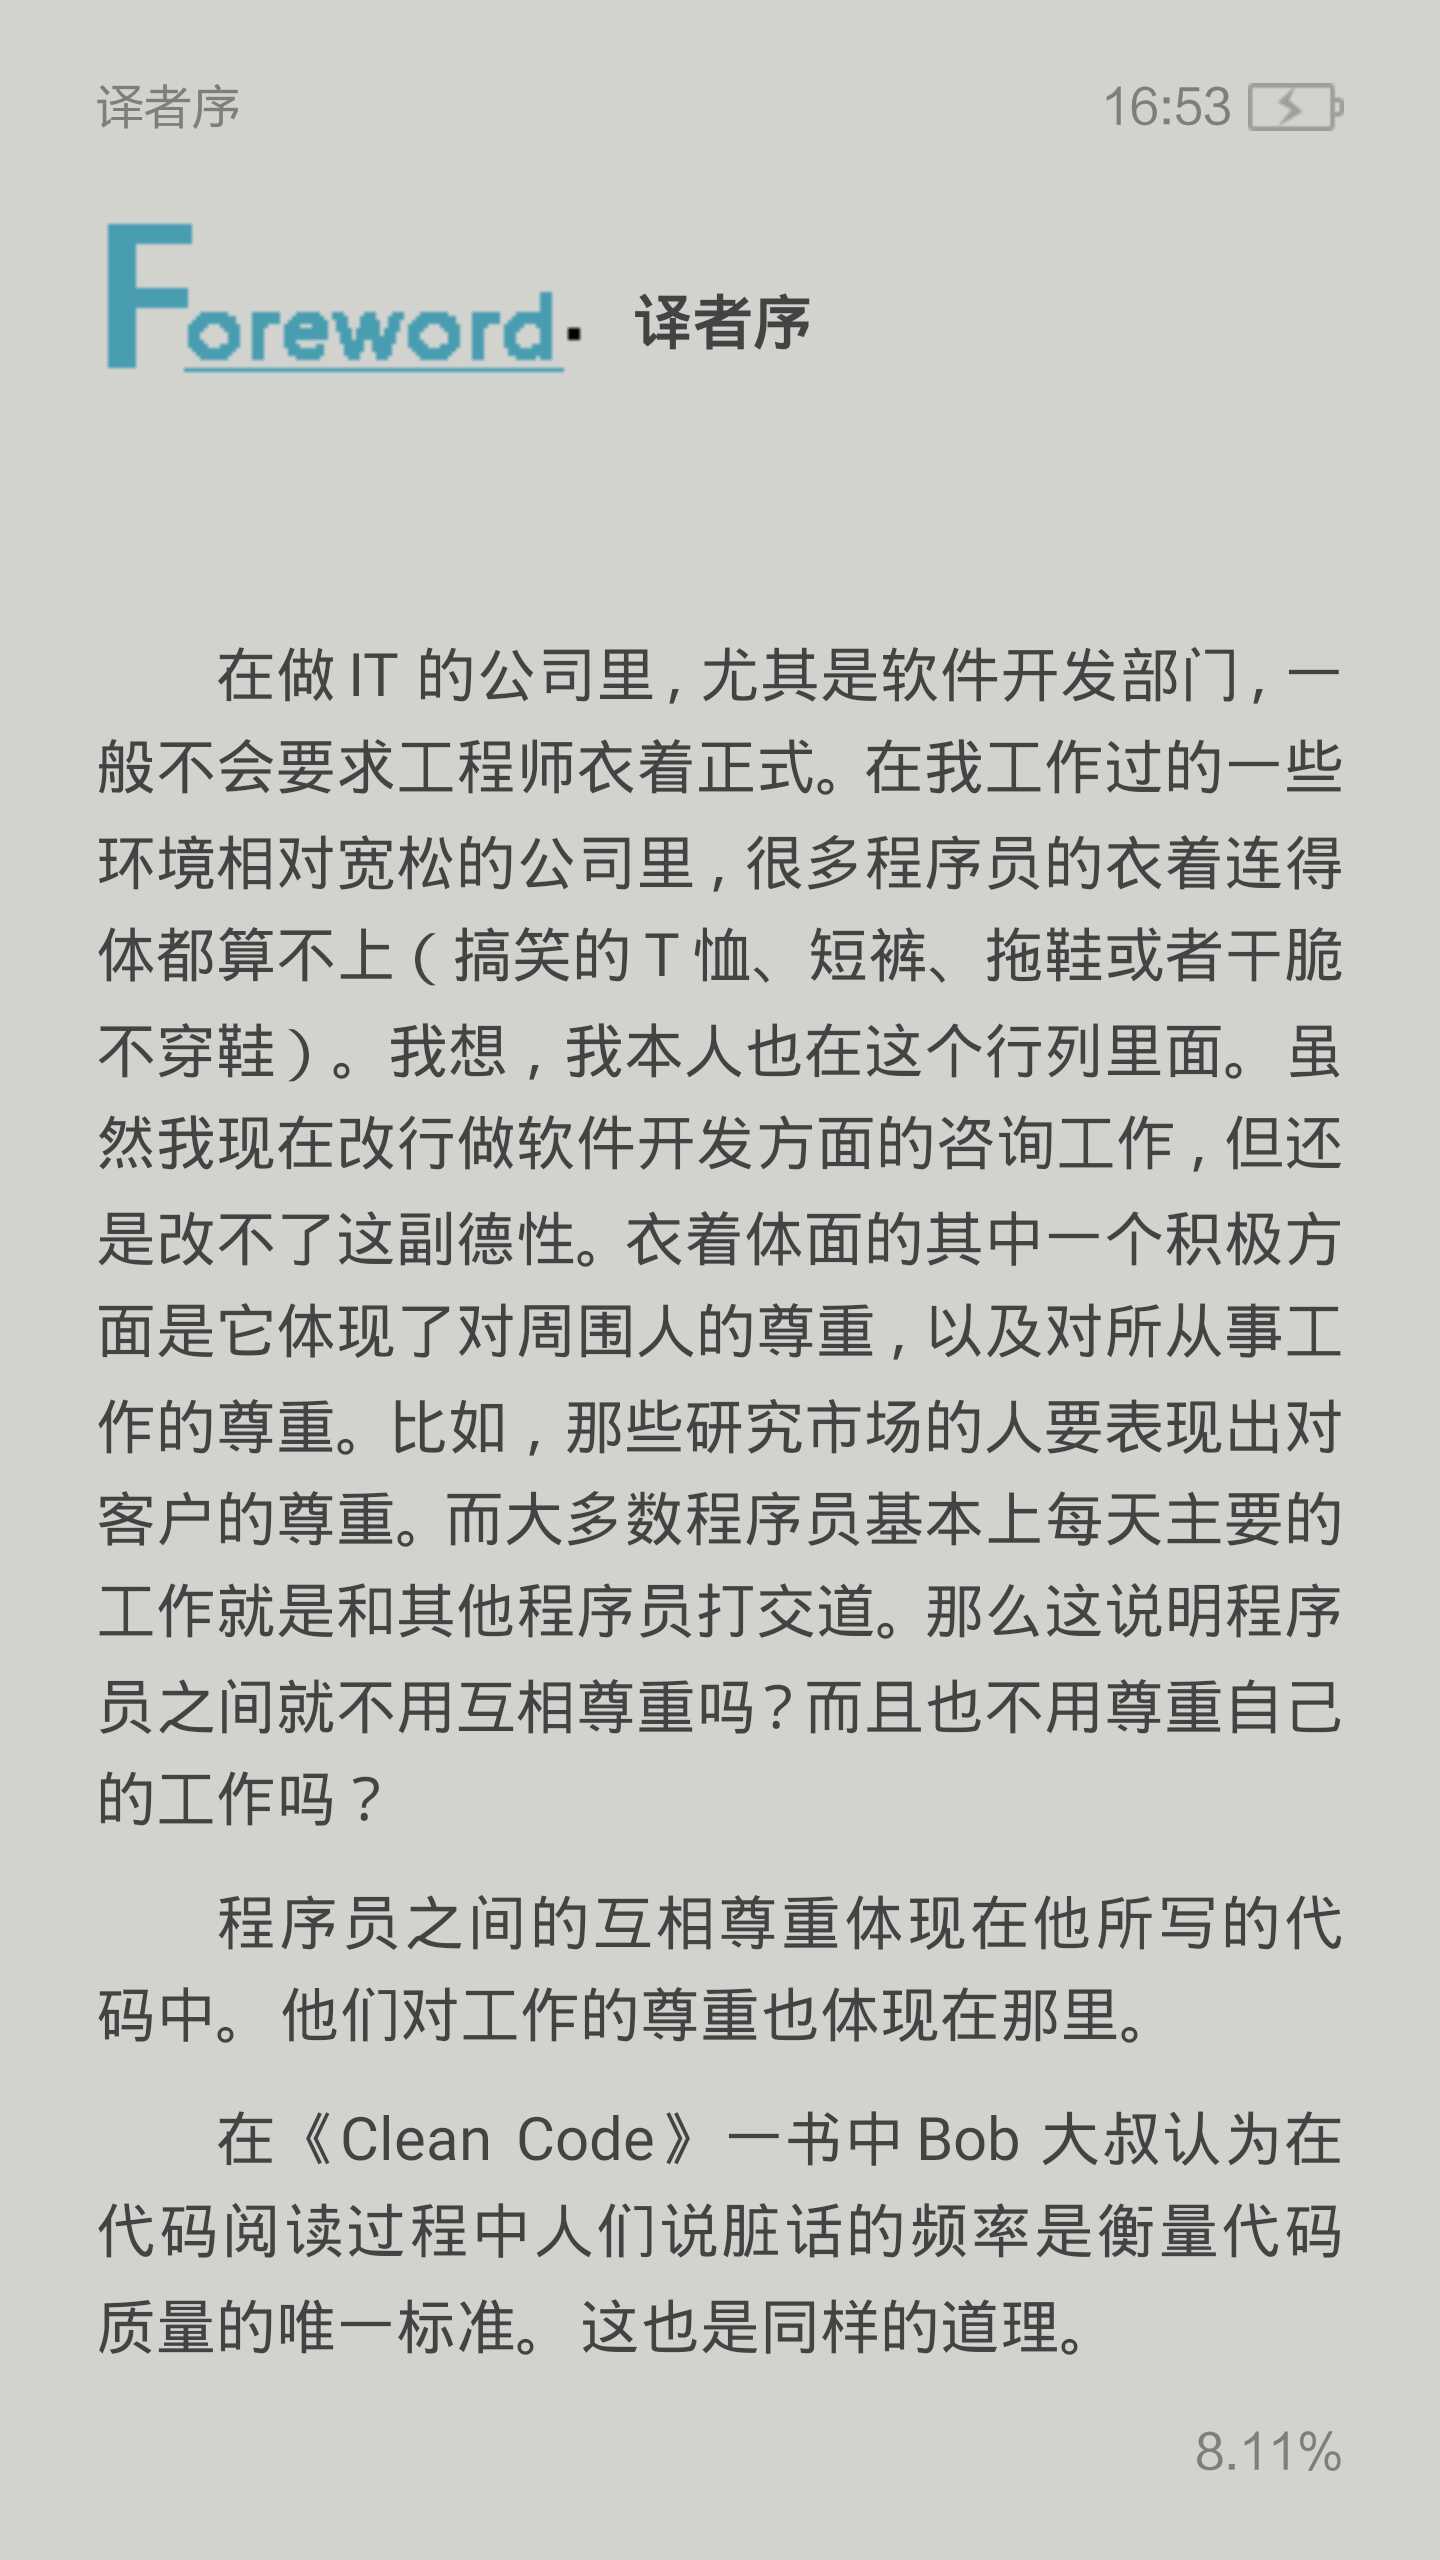 译者序
16:53
Foreword. 译者序
在做 IT 的公司里，尤其是软件开发部门，一
般不会要求工程师衣着正式。在我工作过的一些
环境相对宽松的公司里，很多程序员的衣着连得
体都算不上（搞笑的 T 恤、短裤、拖鞋或者干脆
不穿鞋）。我想，我本人也在这个行列里面。虽
然我现在改行做软件开发方面的咨询工作，但还
是改不了这副德性。衣着体面的其中一个积极方
面是它体现了对周围人的尊重，以及对所从事工
作的尊重。比如，那些研究市场的人要表现出对
客户的尊重。而大多数程序员基本上每天主要的
工作就是和其他程序员打交道。那么这说明程序
员之间就不用互相尊重吗？而且也不用尊重自己
的工作吗？
程序员之间的互相尊重体现在他所写的代
码中。他们对工作的尊重也体现在那里。
在《Clean Code》一书中 Bob 大叔认为在
代码阅读过程中人们说脏话的频率是衡量代码
质量的唯一标准。这也是同样的道理。
8.11%